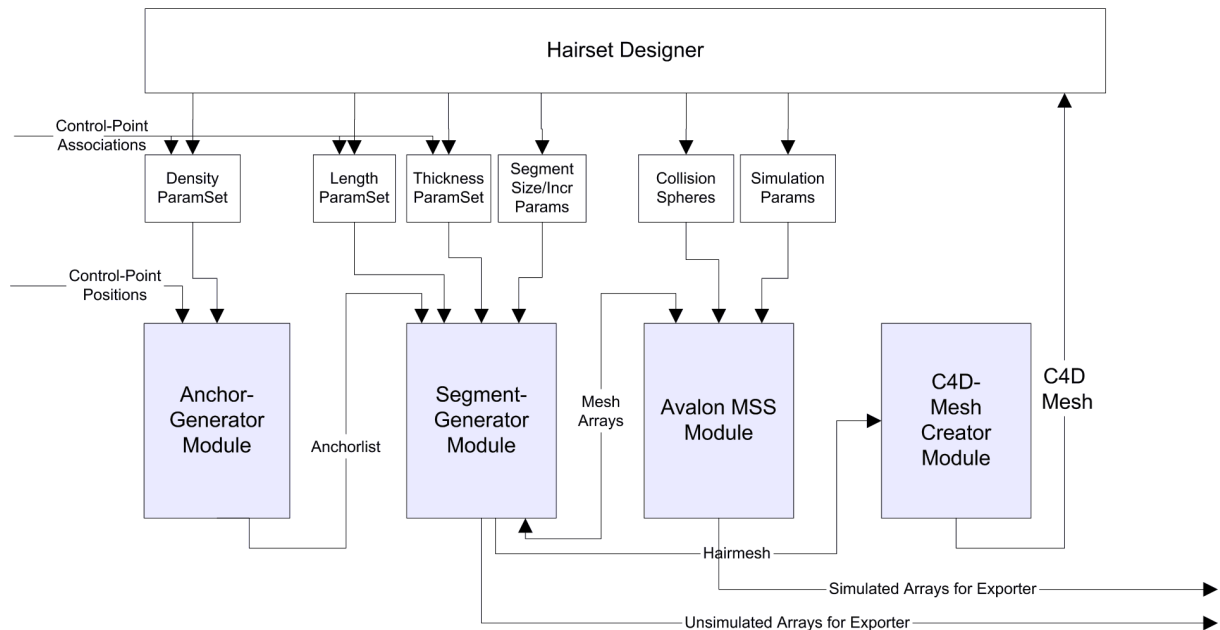 Hairset Designer
Control-Point
Associations
Density
ParamSet
Length
ParamSet
Thickness
ParamSet
Segment
Size/Incr
Params
Collision
Spheres
Simulation
Params
Control-Point
Positions
Anchor-
Generator
Module
Anchorlist
Segment-
Generator
Module
Mesh
Arrays
Avalon MSS
Module
C4D-
Mesh
Creator
Module
C4D
Mesh
Hairmesh
Simulated Arrays for Exporter
Unsimulated Arrays for Exporter